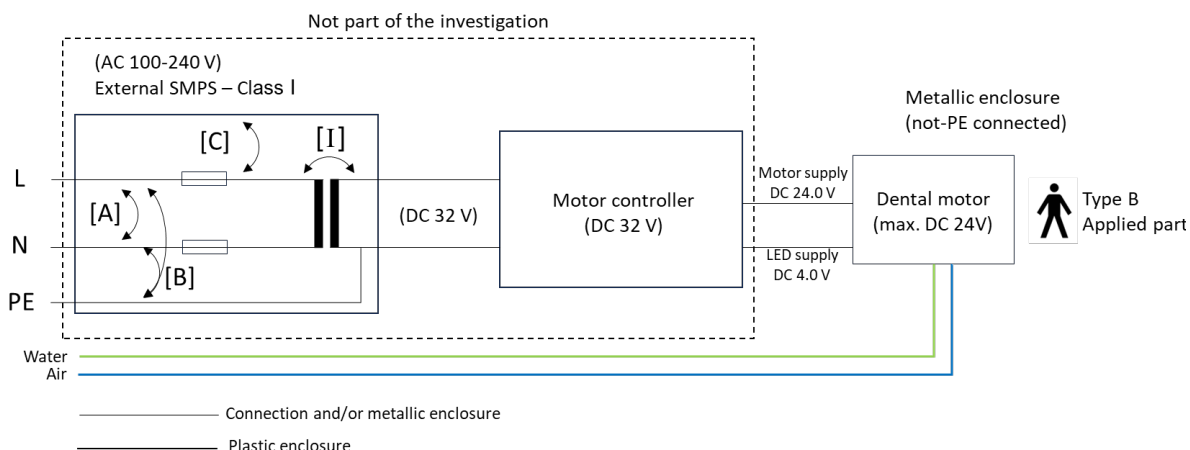 Not part of the investigation
(AC 100-240 V)
External SMPS – Class I
Metallic enclosure
(not-PE connected)
[C]
[I]
L
[A]
N
[B]
PE
(DC 32 V)
Motor controller
(DC 32 V)
Motor supply
DC 24.0 V
LED supply
DC 4.0 V
Dental motor
(max. DC 24V)
Type B
Applied part
Water
Air
Connection and/or metallic enclosure
Plastic enclosure